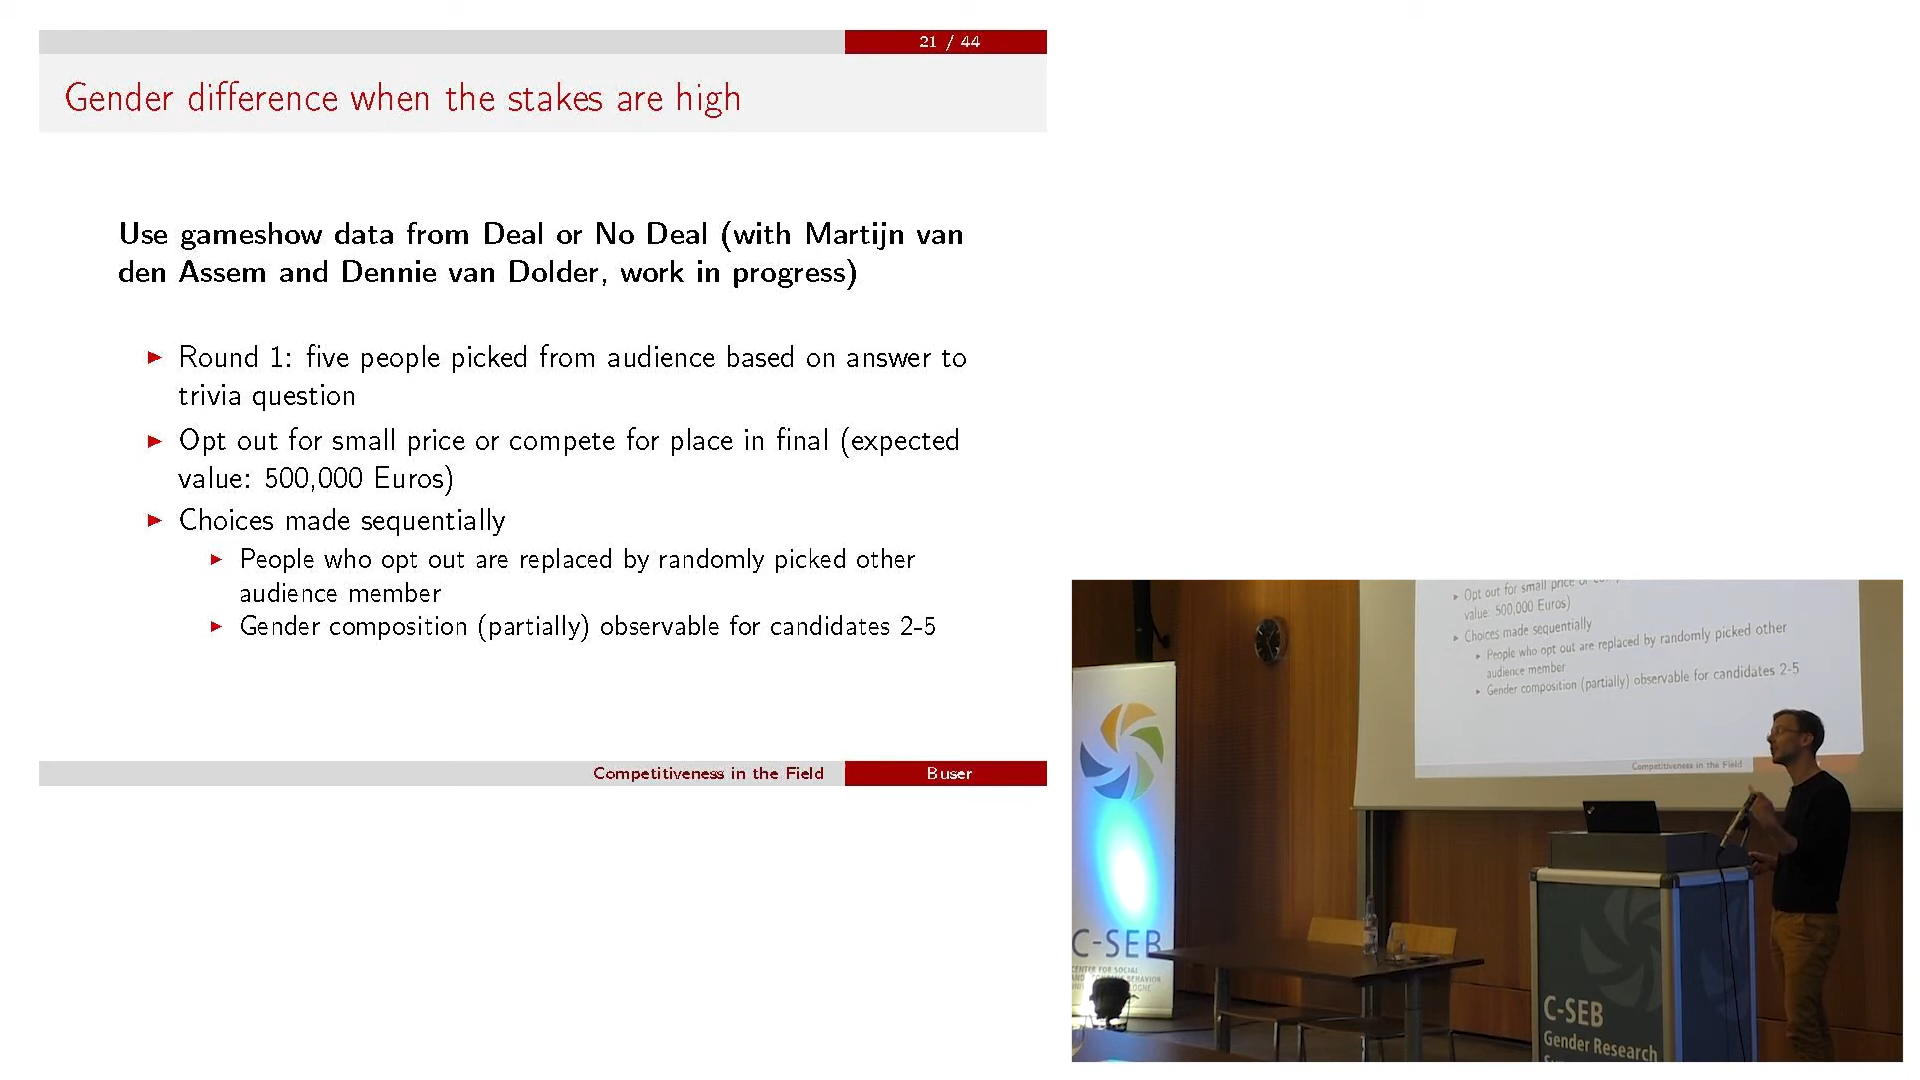 21 / 44
Gender difference when the stakes are high
Use gameshow data from Deal or No Deal (with Martijn van
den Assem and Dennie van Dolder, work in progress)
Round 1: five people picked from audience based on answer to
trivia question
Opt out for small price or compete for place in final (expected
value: 500,000 Euros)
Choices made sequentially
People who opt out are replaced by randomly picked other
audience member
Gender composition (partially) observable for candidates 2-5
Competitiveness in the Field
Buser
Opt out for small price or
value: 500,000 Euros)
Choices made sequentially
People who opt out are replaced by randomly picked other
audience member
Gender composition (partially) observable for candidates 2-5
Competitiveness in the Field
C-SEB
CENTER FOR SOCIAL
BEHAVIOR
C-SEB
Gender Research